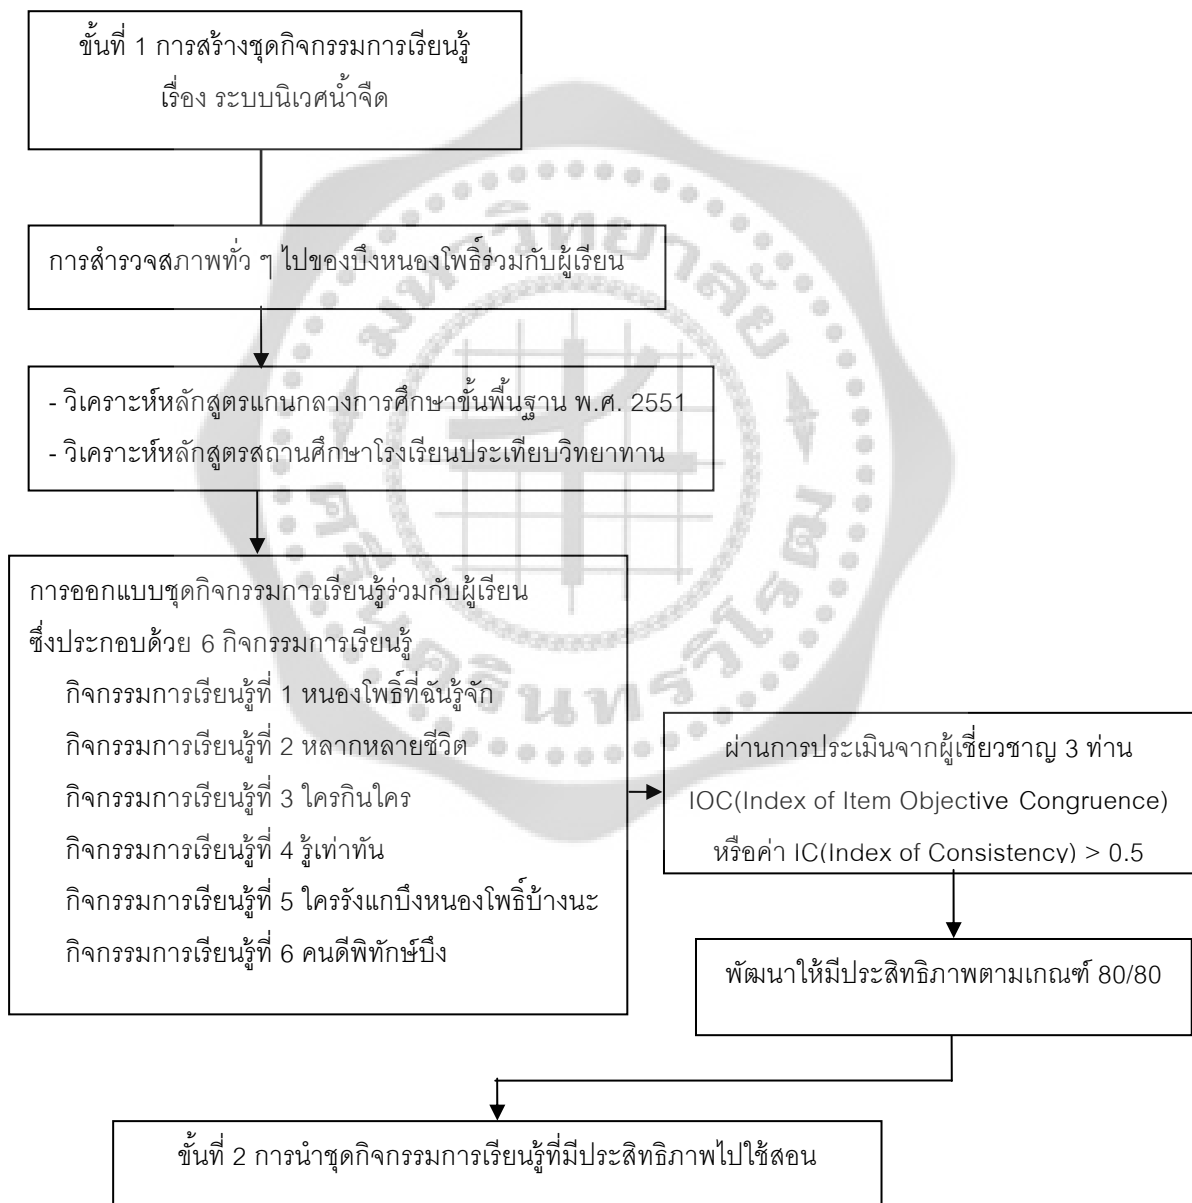 ขั้นที่ 1 การสร้างชุดกิจกรรมการเรียนรู้
เรื่อง ระบบนิเวศน้ำจืด
การสำรวจสภาพทั่ว ๆ ไปของบึงหนองโพธิ์ร่วมกับผู้เรียน
- วิเคราะห์หลักสูตรแกนกลางการศึกษาขั้นพื้นฐาน พ.ศ. 2551
- วิเคราะห์หลักสูตรสถานศึกษาโรงเรียนประเทียบวิทยาทาน
การออกแบบชุดกิจกรรมการเรียนรู้ร่วมกับผู้เรียน
ซึ่งประกอบด้วย 6 กิจกรรมการเรียนรู้
กิจกรรมการเรียนรู้ที่ 1 หนองโพธิ์ที่ฉันรู้จัก
กิจกรรมการเรียนรู้ที่ 2 หลากหลายชีวิต
กิจกรรมการเรียนรู้ที่ 3 ใครกินใคร
กิจกรรมการเรียนรู้ที่ 4 รู้เท่าทัน
กิจกรรมการเรียนรู้ที่ 5 ใครรังแกบึงหนองโพธิ์บ้างนะ
กิจกรรมการเรียนรู้ที่ 6 คนดีพิทักษ์บึง
ผ่านการประเมินจากผู้เชี่ยวชาญ 3 ท่าน
IOC(Index of Item Objective Congruence)
หรือค่า IC(Index of Consistency) > 0.5
พัฒนาให้มีประสิทธิภาพตามเกณฑ์ 80/80
ขั้นที่ 2 การนำชุดกิจกรรมการเรียนรู้ที่มีประสิทธิภาพไปใช้สอน
มหาวิทยาลัย
ศรีนครินทรวิโรฒ